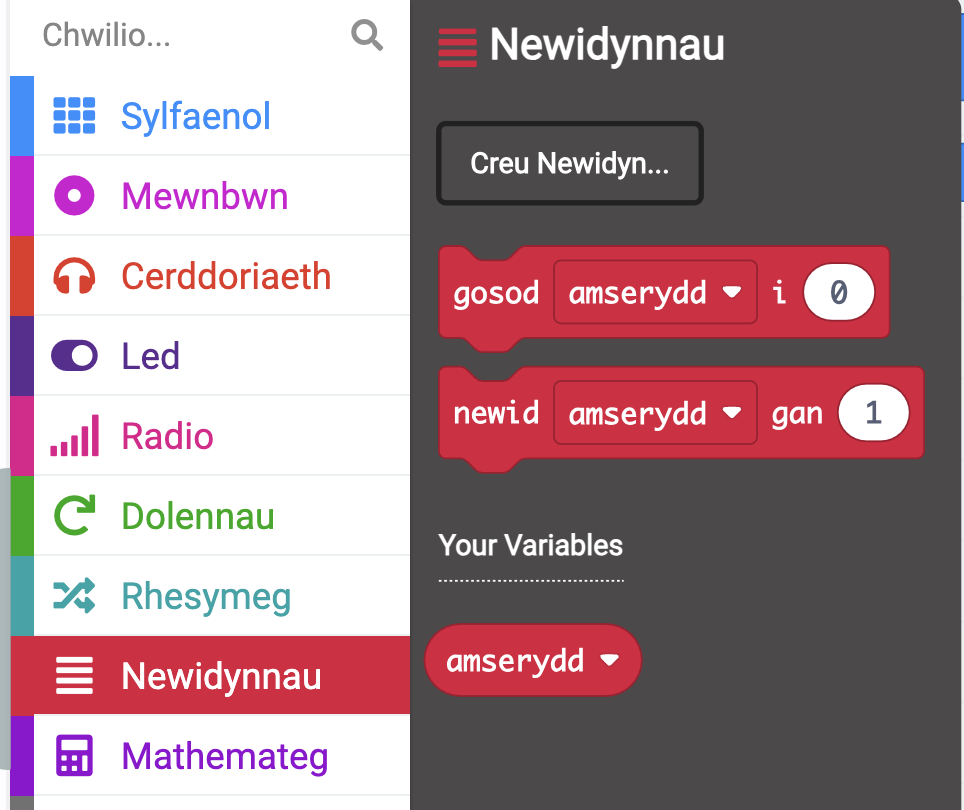 Chwilio...
Sylfaenol
Mewnbwn
Cerddoriaeth
Led
Radio
Dolennau
Rhesymeg
Newidynnau
Mathemateg
Newidynnau
Creu Newidyn...
gosod amserydd i 0
newid amserydd gan 1
Your Variables
amserydd